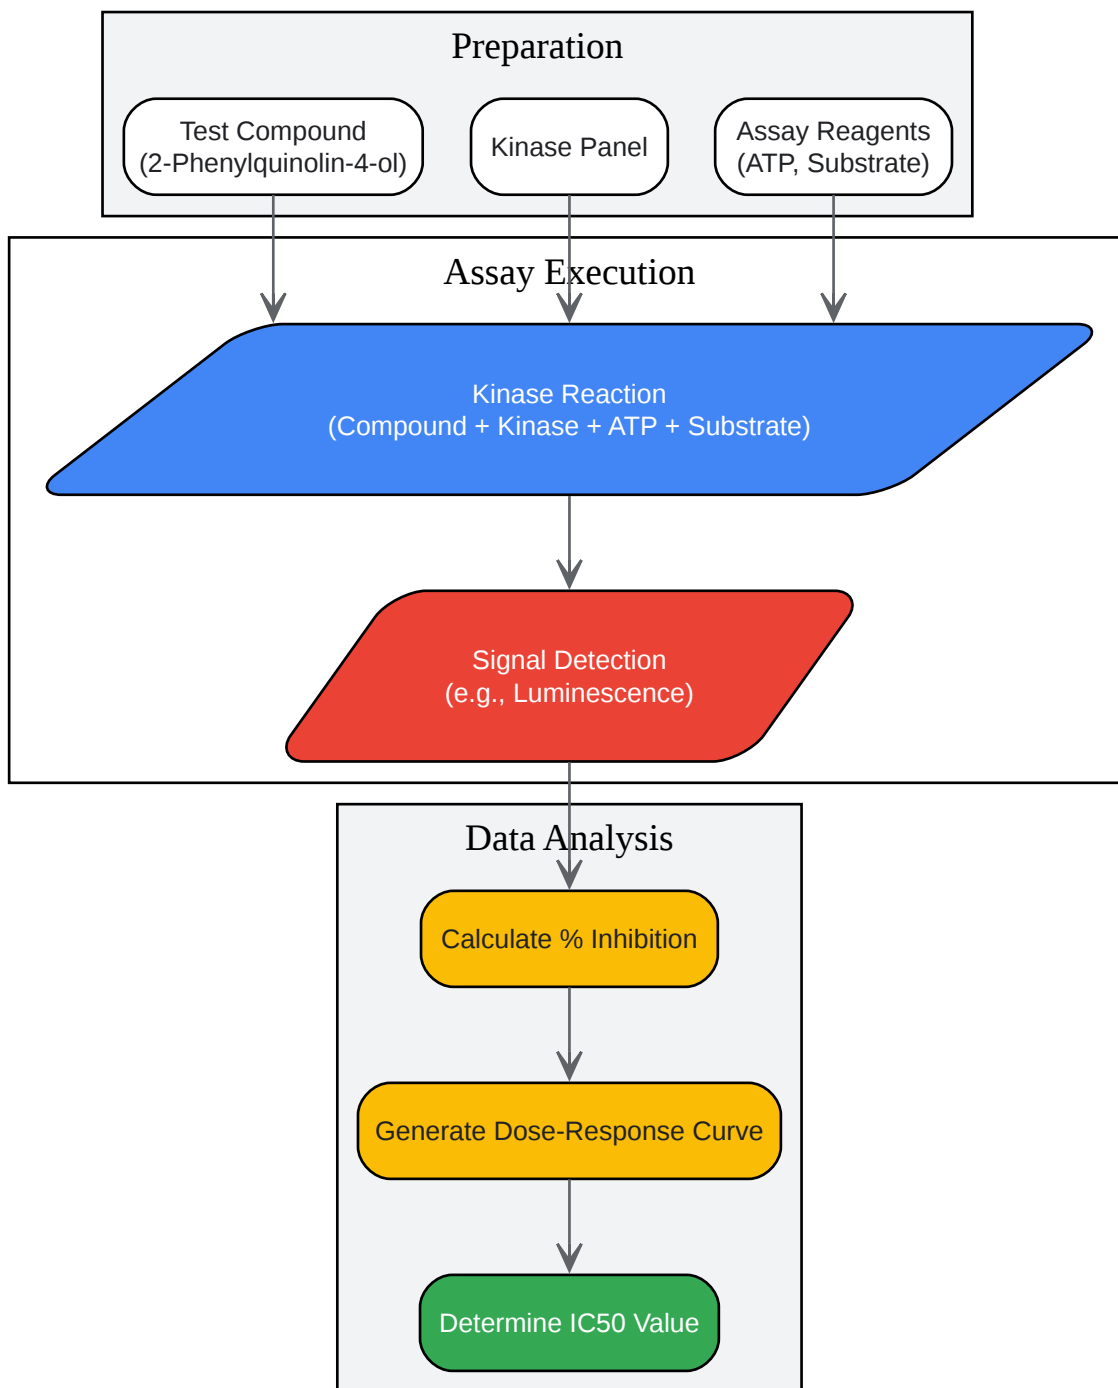 Preparation
Test Compound
(2-Phenylquinolin-4-ol)
Kinase Panel
Assay Reagents
(ATP, Substrate)
Assay Execution
Kinase Reaction
(Compound + Kinase + ATP + Substrate)
Signal Detection
(e.g., Luminescence)
Data Analysis
Calculate % Inhibition
Generate Dose-Response Curve
Determine IC50 Value